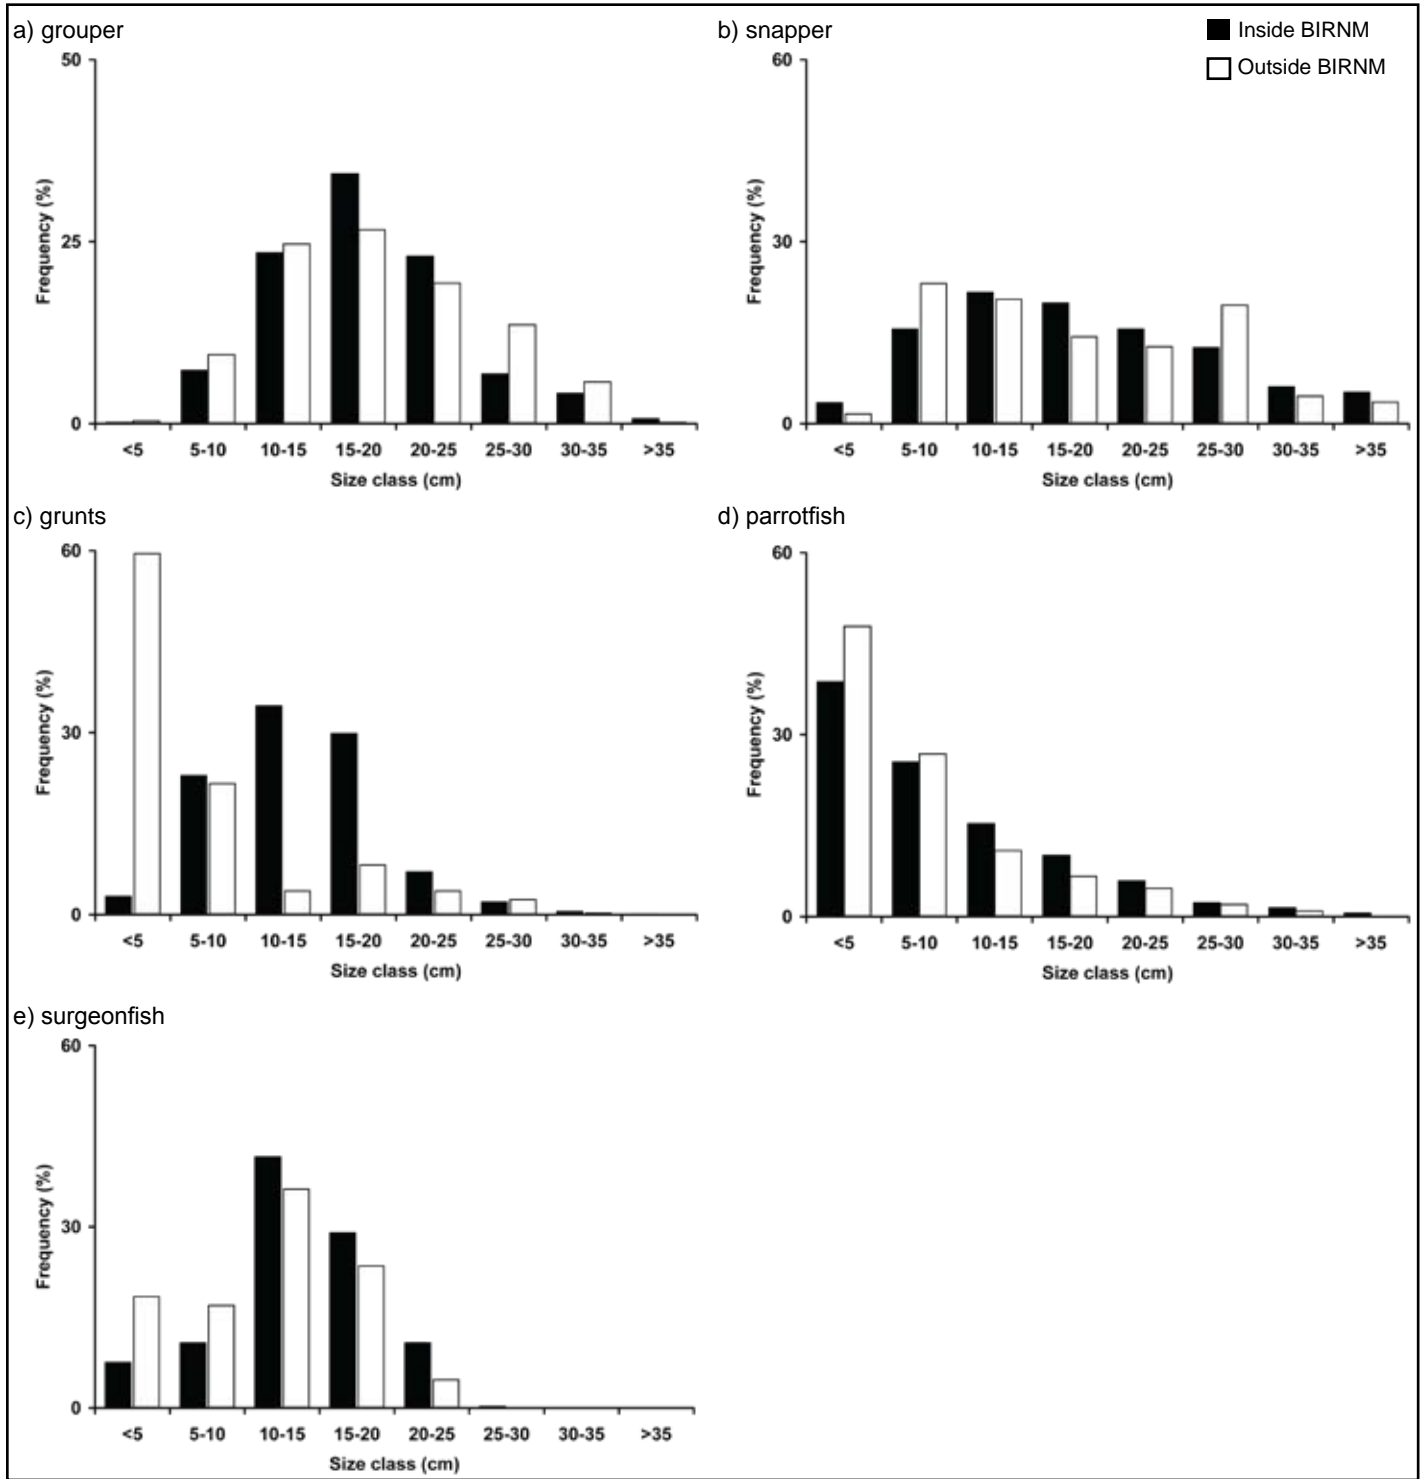 a) grouper
50
25
0
Frequency (%)
<5 5-10 10-15 15-20 20-25 25-30 30-35 >35
Size class (cm)
b) snapper
Inside BIRNM
Outside BIRNM
60
30
0
Frequency (%)
<5 5-10 10-15 15-20 20-25 25-30 30-35 >35
Size class (cm)
c) grunts
60
30
0
Frequency (%)
<5 5-10 10-15 15-20 20-25 25-30 30-35 >35
Size class (cm)
d) parrotfish
60
30
0
Frequency (%)
<5 5-10 10-15 15-20 20-25 25-30 30-35 >35
Size class (cm)
e) surgeonfish
60
30
0
Frequency (%)
<5 5-10 10-15 15-20 20-25 25-30 30-35 >35
Size class (cm)